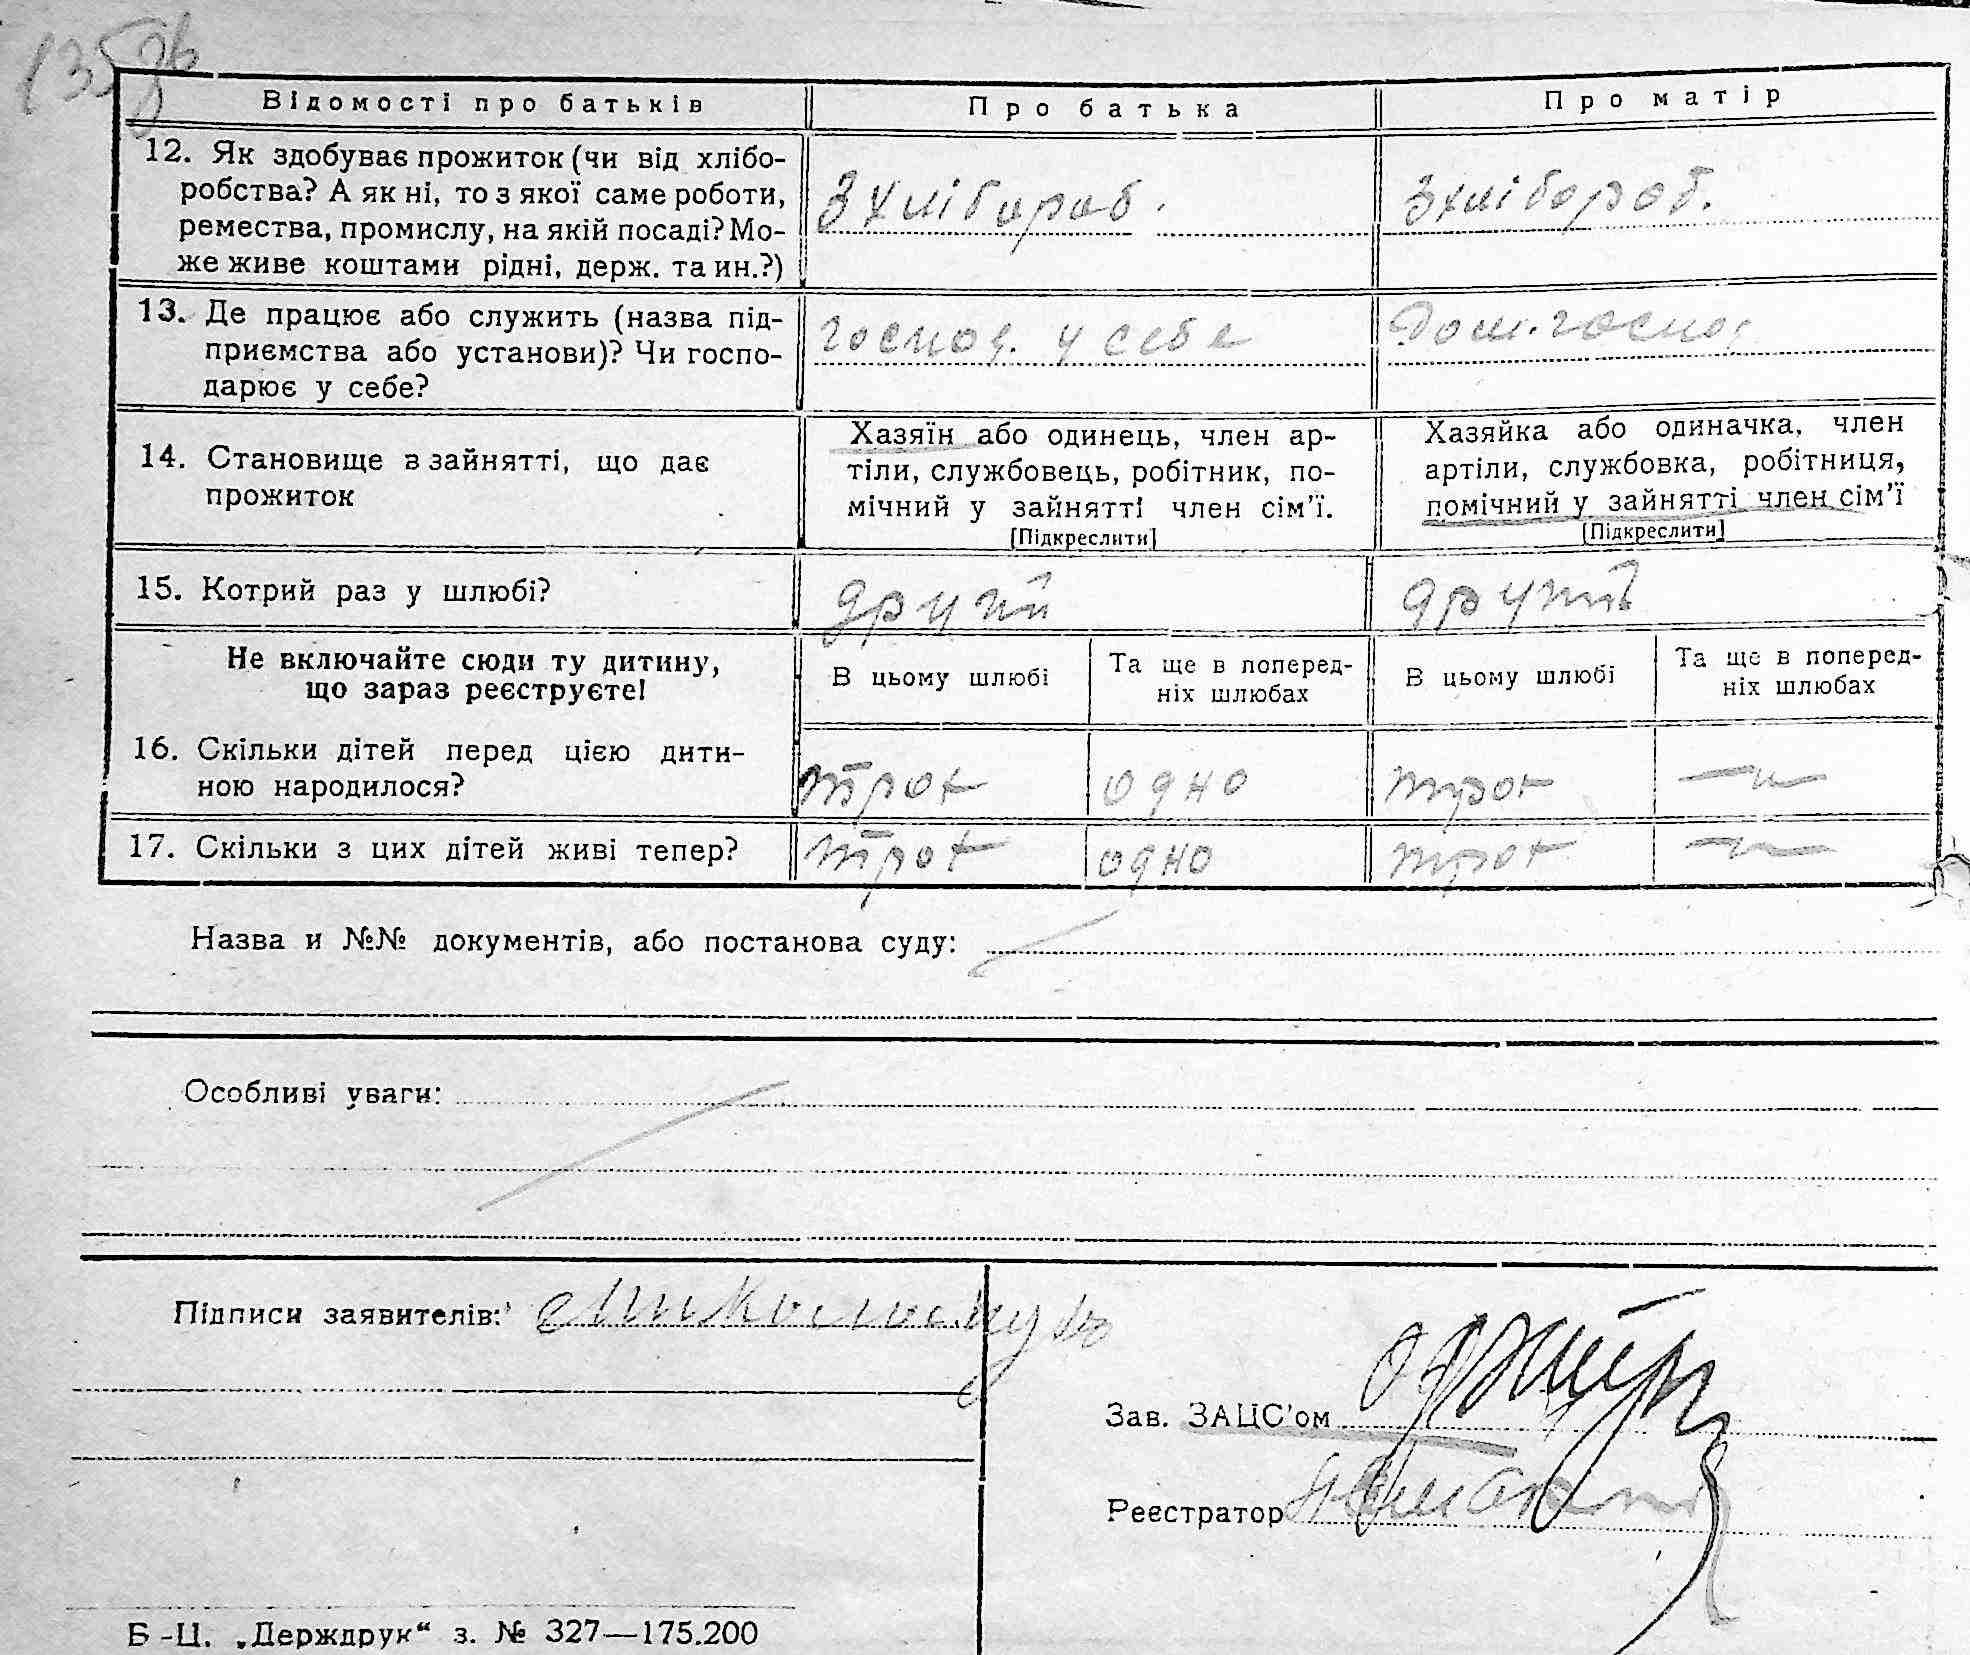 135зв
Відомості про батьків Про батька Про матір
12. Як здобуває прожиток (чи від хлібо-
робства? А як ні, то з якої саме роботи,
ремества, промислу, на якій посаді? Мо-
же живе коштами рідні, держ. та ин.?)
З хлібороб.
З хлібороб.
13. Де працює або служить (назва під-
приємства або установи)? Чи госпо-
дарює у себе?
господ. у себе
Дом. госпо
14. Становище в зайнятті, що дає
прожиток
Хазяїн або одинець, член ар-
тіли, службовець, робітник, по-
мічний у зайнятті член сім'ї.
[Підкреслити]
Хазяйка або одиначка, член
артіли, службовка, робітниця,
помічний у зайнятті член сім'ї
[Підкреслити]
15. Котрий раз у шлюбі?
другий
другий
Не включайте сюди ту дитину,
що зараз реєструєте!
В цьому шлюбі
Та ще в поперед-
ніх шлюбах
В цьому шлюбі
Та ще в поперед-
ніх шлюбах
16. Скільки дітей перед цією дити-
ною народилося?
трох одно трох — " —
17. Скільки з цих дітей живі тепер?
трох одно трох — " —
Назва и №№ документів, або постанова суду:
Особливі уваги:
Підписи заявителів:
Зав. ЗАЦС'ом
Реєстратор
Б-Ц. „Держдрук“ з. № 327—175.200